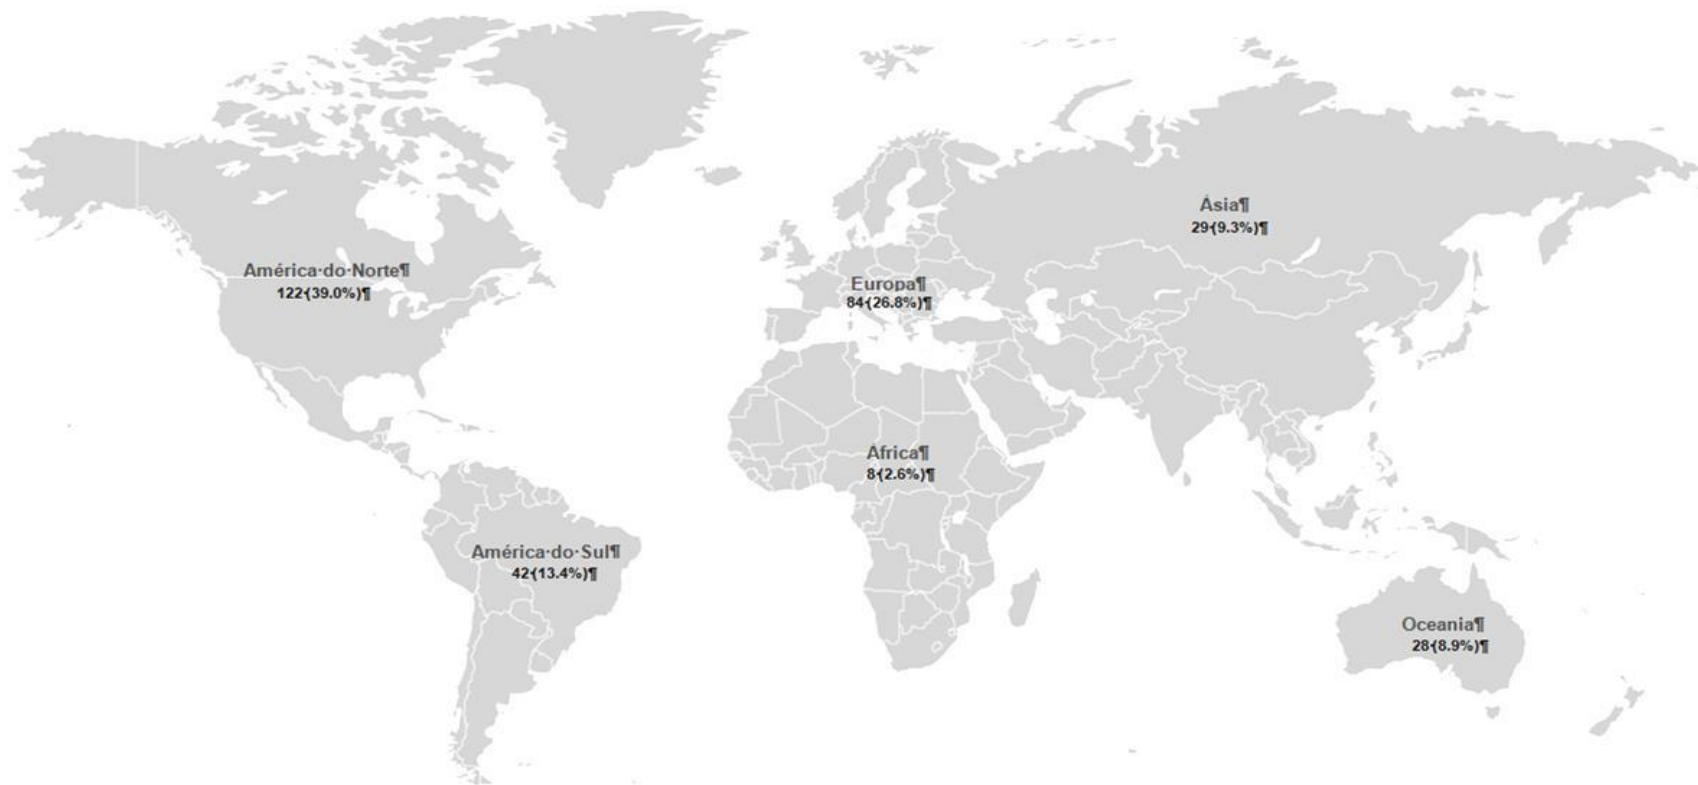 Ásia¶
29·(9.3%)¶
América·do·Norte¶
122·(39.0%)¶
Europa¶
84·(26.8%)¶
África¶
8·(2.6%)¶
América·do·Sul¶
42·(13.4%)¶
Oceania¶
28·(8.9%)¶